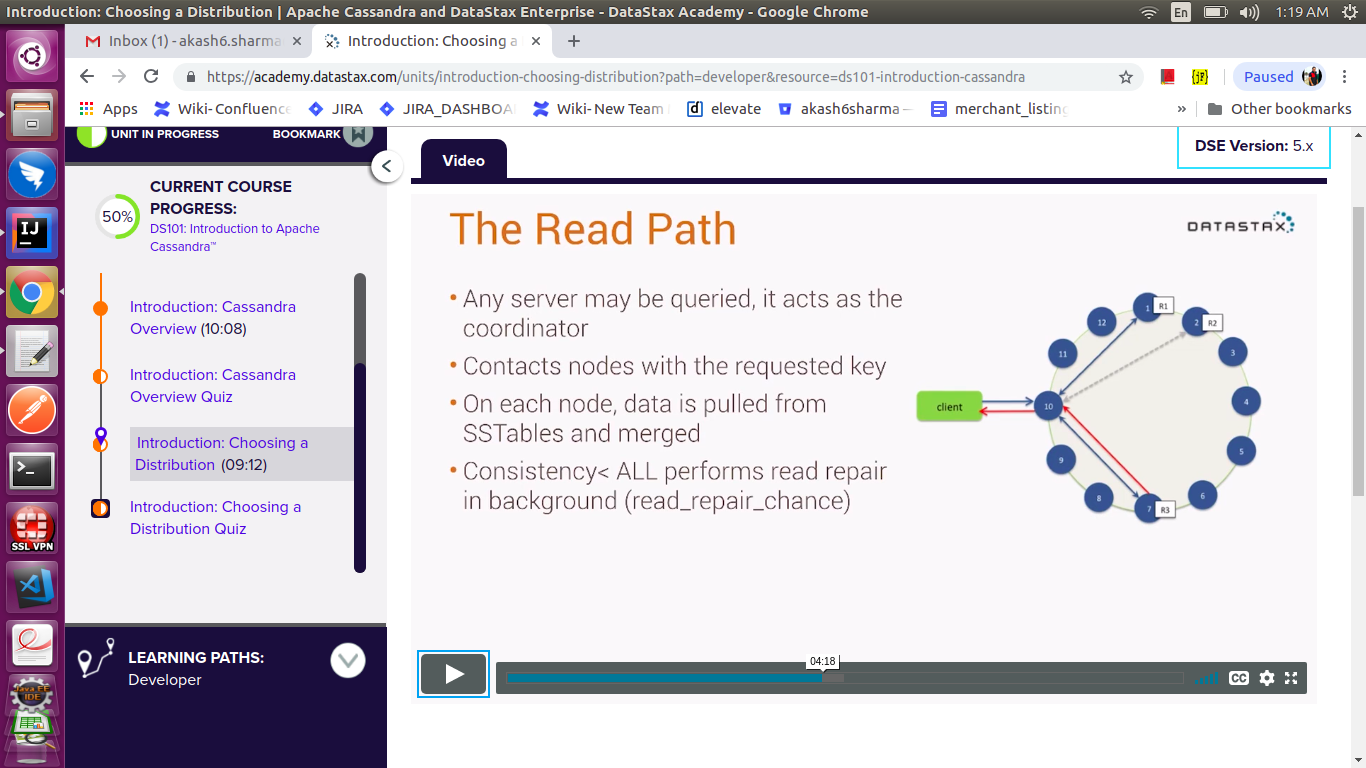 Introduction: Choosing a Distribution | Apache Cassandra and DataStax Enterprise - DataStax Academy - Google Chrome
En
1:19 AM
Inbox (1) - akash6.sharma
Introduction: Choosing a
https://academy.datastax.com/units/introduction-choosing-distribution?path=developer&resource=ds101-introduction-cassandra
Paused
Apps
Wiki-Confluence
JIRA
JIRA_DASHBOA
Wiki- New Team
elevate
akash6sharma —
merchant_listing
»
Other bookmarks
UNIT IN PROGRESS
BOOKMARK
Video
DSE Version: 5.x
50%
CURRENT COURSE
PROGRESS:
DS101: Introduction to Apache
Cassandra™
Introduction: Cassandra
Overview (10:08)
Introduction: Cassandra
Overview Quiz
Introduction: Choosing a
Distribution (09:12)
Introduction: Choosing a
Distribution Quiz
LEARNING PATHS:
Developer
The Read Path
DATASTAX
• Any server may be queried, it acts as the
coordinator
• Contacts nodes with the requested key
• On each node, data is pulled from
SSTables and merged
• Consistency< ALL performs read repair
in background (read_repair_chance)
client
1
R1
2
R2
3
4
5
6
7
R3
8
9
10
11
12
04:18
CC
IJ
SSL VPN
Java EE
IDE